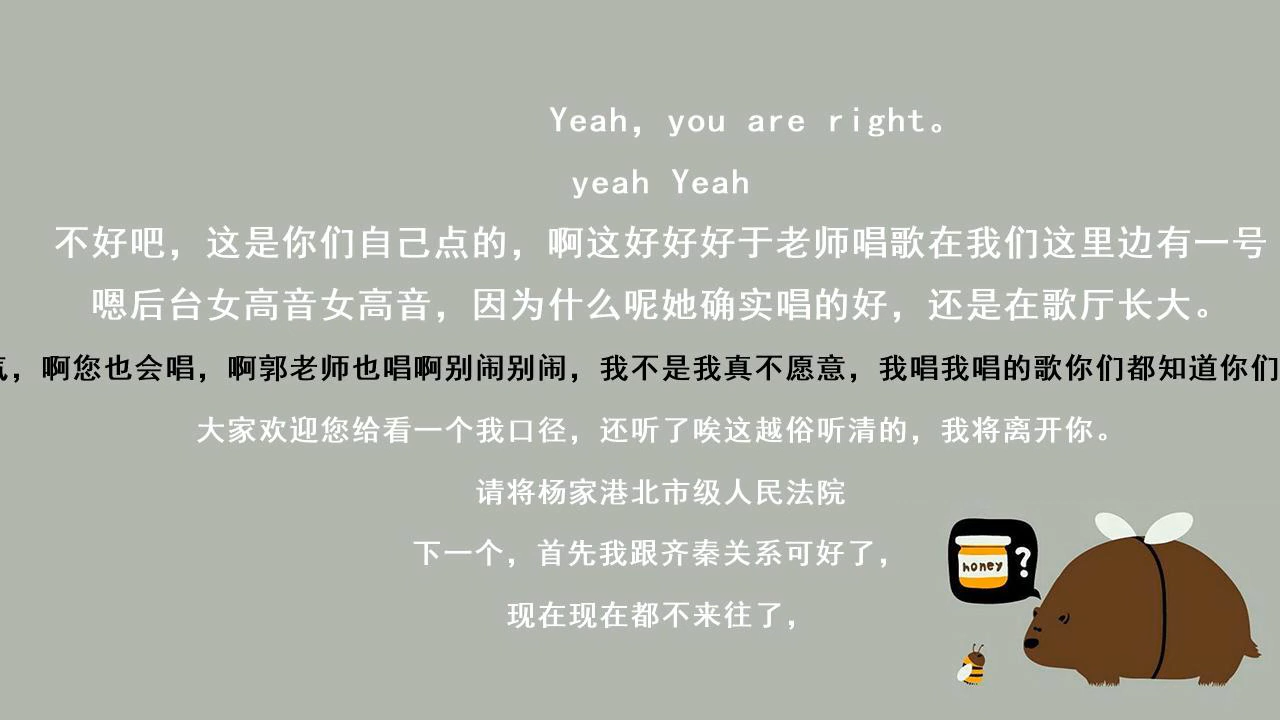 Yeah，you are right。
yeah Yeah
不好吧，这是你们自己点的，啊这好好好于老师唱歌在我们这里边有一号
嗯后台女高音女高音，因为什么呢她确实唱的好，还是在歌厅长大。
，啊您也会唱，啊郭老师也唱啊别闹别闹，我不是我真不愿意，我唱我唱的歌你们都知道你们
大家欢迎您给看一个我口径，还听了唉这越俗听清的，我将离开你。
请将杨家港北市级人民法院
下一个，首先我跟齐秦关系可好了，
现在现在都不来往了，
honey
?